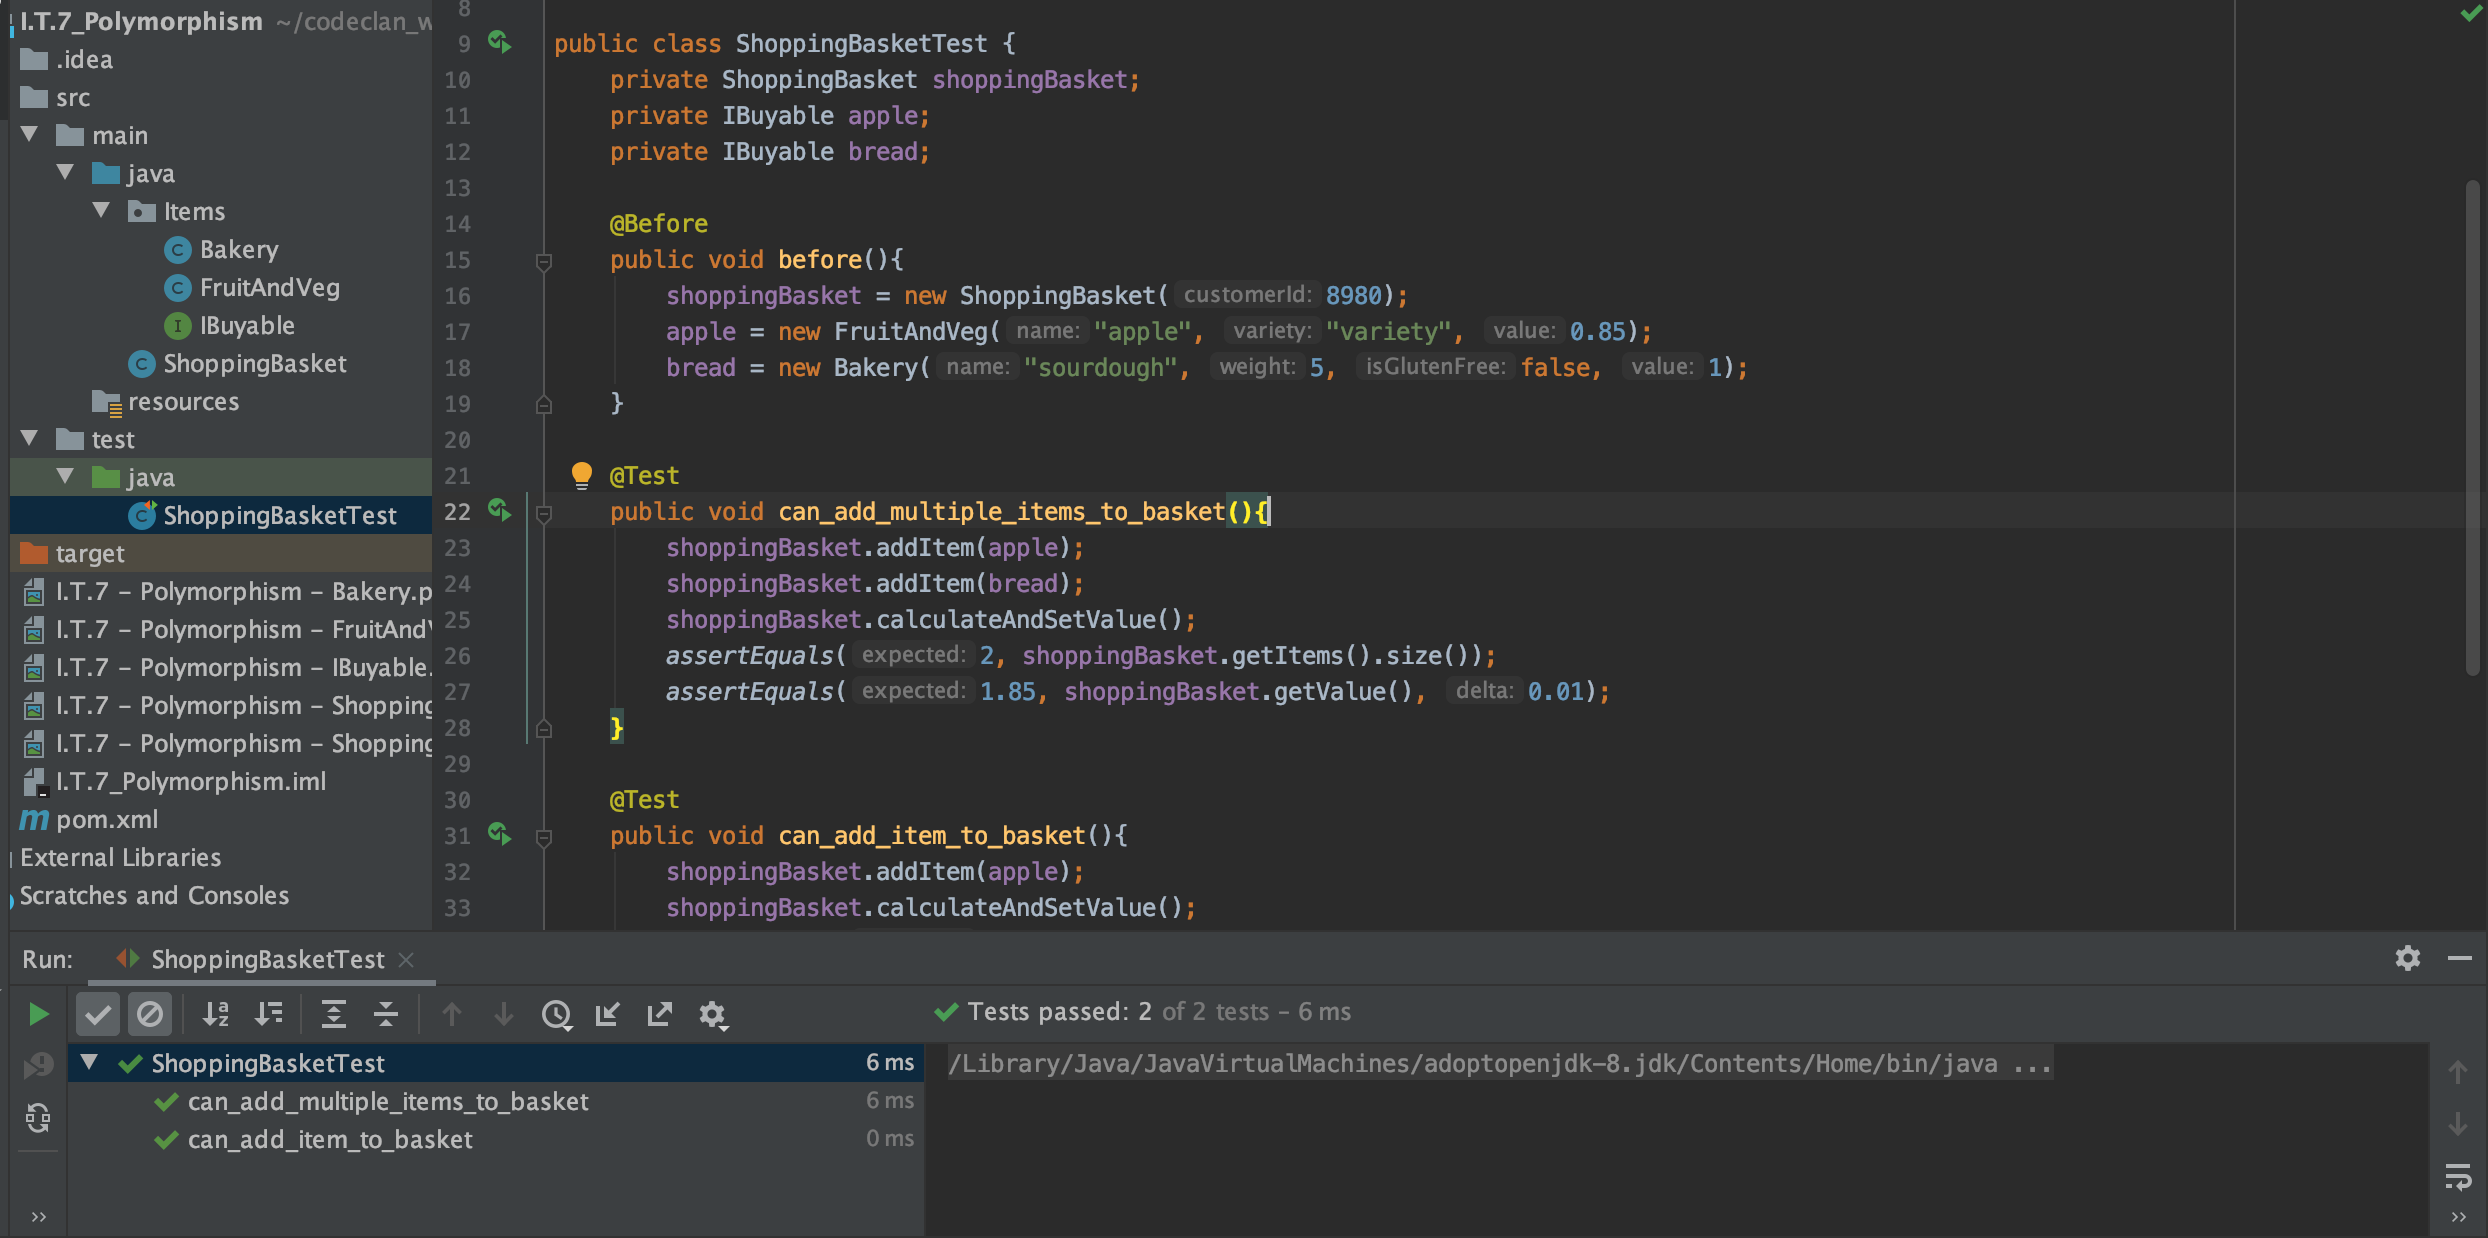 I.T.7_Polymorphism ~/codeclan_w
.idea
src
main
java
Items
Bakery
FruitAndVeg
IBuyable
ShoppingBasket
resources
test
java
ShoppingBasketTest
target
I.T.7 - Polymorphism - Bakery.p
I.T.7 - Polymorphism - FruitAndV
I.T.7 - Polymorphism - IBuyable.
I.T.7 - Polymorphism - Shopping
I.T.7 - Polymorphism - Shopping
I.T.7_Polymorphism.iml
pom.xml
External Libraries
Scratches and Consoles
8
9 public class ShoppingBasketTest {
10 private ShoppingBasket shoppingBasket;
11 private IBuyable apple;
12 private IBuyable bread;
13
14 @Before
15 public void before(){
16 shoppingBasket = new ShoppingBasket( customerId: 8980);
17 apple = new FruitAndVeg( name: "apple", variety: "variety", value: 0.85);
18 bread = new Bakery( name: "sourdough", weight: 5, isGlutenFree: false, value: 1);
19 }
20
21 @Test
22 public void can_add_multiple_items_to_basket(){
23 shoppingBasket.addItem(apple);
24 shoppingBasket.addItem(bread);
25 shoppingBasket.calculateAndSetValue();
26 assertEquals( expected: 2, shoppingBasket.getItems().size());
27 assertEquals( expected: 1.85, shoppingBasket.getValue(), delta: 0.01);
28 }
29
30 @Test
31 public void can_add_item_to_basket(){
32 shoppingBasket.addItem(apple);
33 shoppingBasket.calculateAndSetValue();
Run: ShoppingBasketTest
Tests passed: 2 of 2 tests – 6 ms
ShoppingBasketTest 6 ms
can_add_multiple_items_to_basket 6 ms
can_add_item_to_basket 0 ms
/Library/Java/JavaVirtualMachines/adoptopenjdk-8.jdk/Contents/Home/bin/java ...